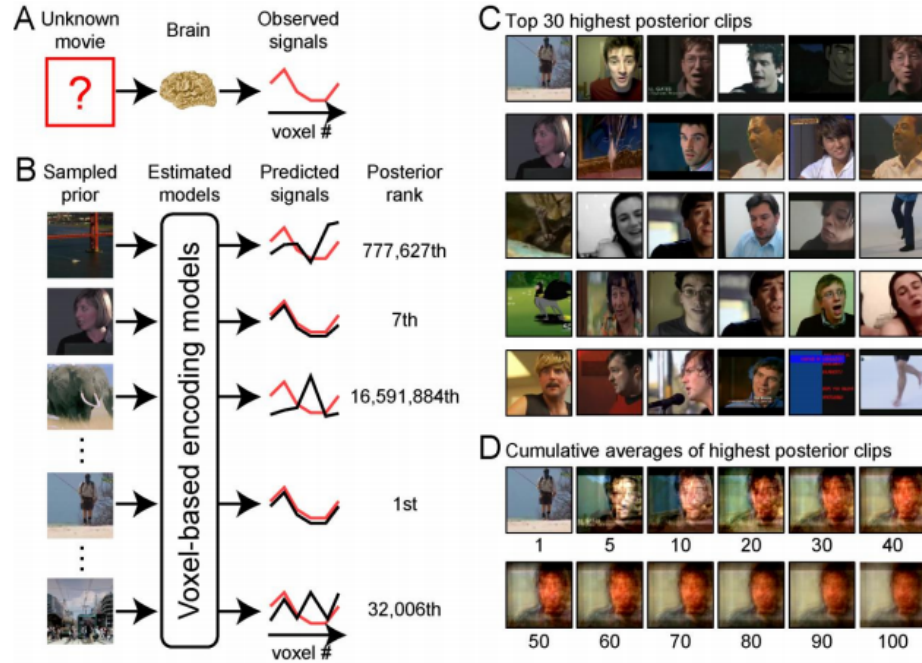 A
Unknown
movie
Brain
Observed
signals
?
voxel #
B
Sampled
prior
Estimated
models
Predicted
signals
Posterior
rank
Voxel-based encoding models
777,627th
7th
16,591,884th
1st
32,006th
voxel #
C Top 30 highest posterior clips
D Cumulative averages of highest posterior clips
1 5 10 20 30 40
50 60 70 80 90 100